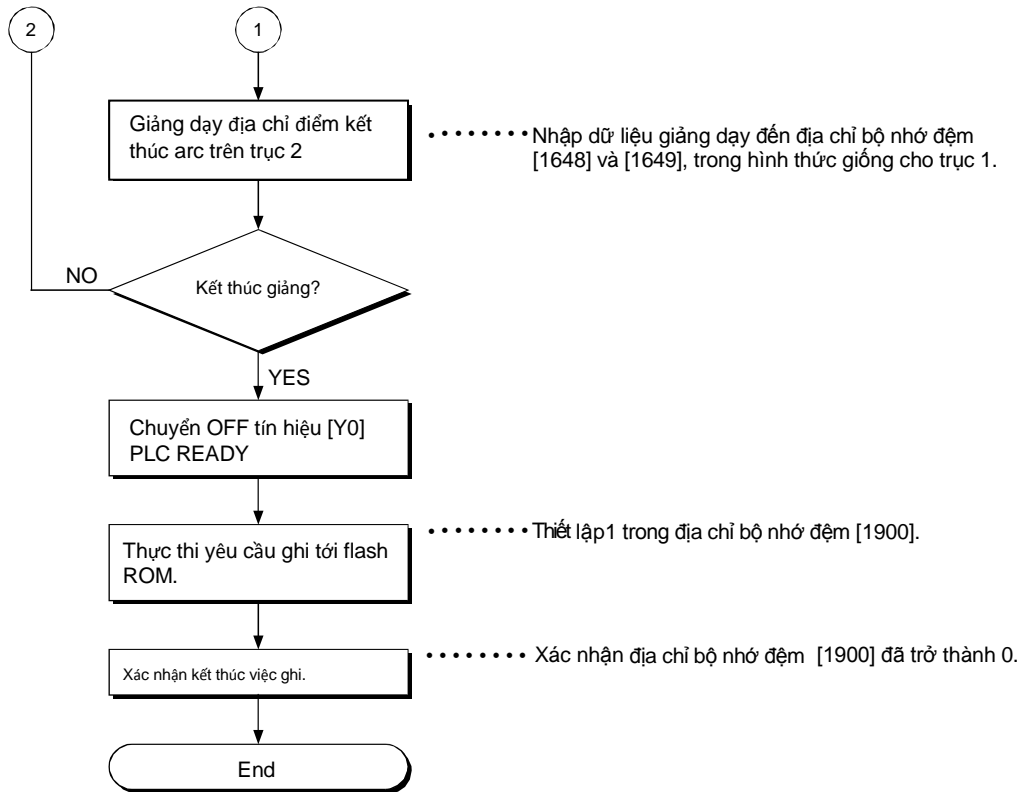 2
1
Giảng dạy địa chỉ điểm kết
thúc arc trên trục 2
• • • • • • • • Nhập dữ liệu giảng dạy đến địa chỉ bộ nhớ đệm
[1648] và [1649], trong hình thức giống cho trục 1.
NO
Kết thúc giảng?
YES
Chuyển OFF tín hiệu [Y0]
PLC READY
Thực thi yêu cầu ghi tới flash
ROM.
• • • • • • • • Thiết lập1 trong địa chỉ bộ nhớ đệm [1900].
Xác nhận kết thúc việc ghi.
• • • • • • • • Xác nhận địa chỉ bộ nhớ đệm [1900] đã trở thành 0.
End